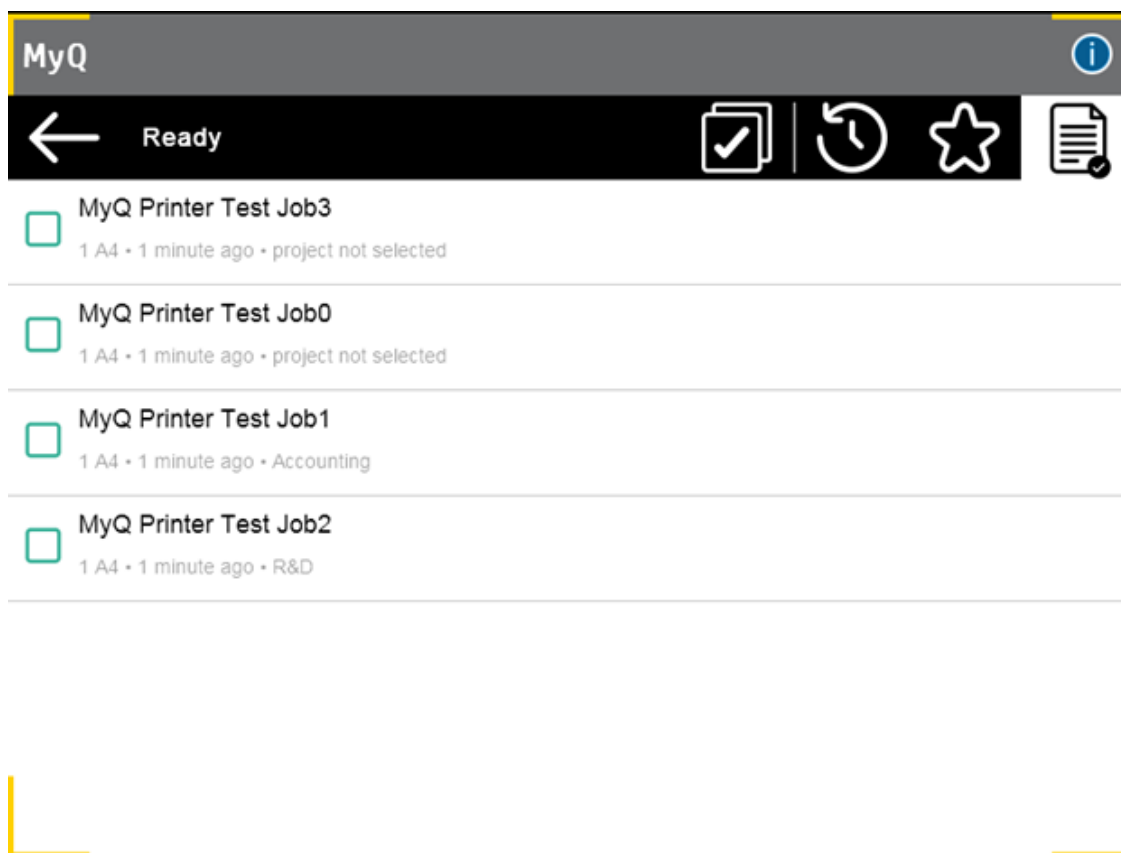 MyQ
i
Ready
MyQ Printer Test Job3
1 A4 • 1 minute ago • project not selected
MyQ Printer Test Job0
1 A4 • 1 minute ago • project not selected
MyQ Printer Test Job1
1 A4 • 1 minute ago • Accounting
MyQ Printer Test Job2
1 A4 • 1 minute ago • R&D